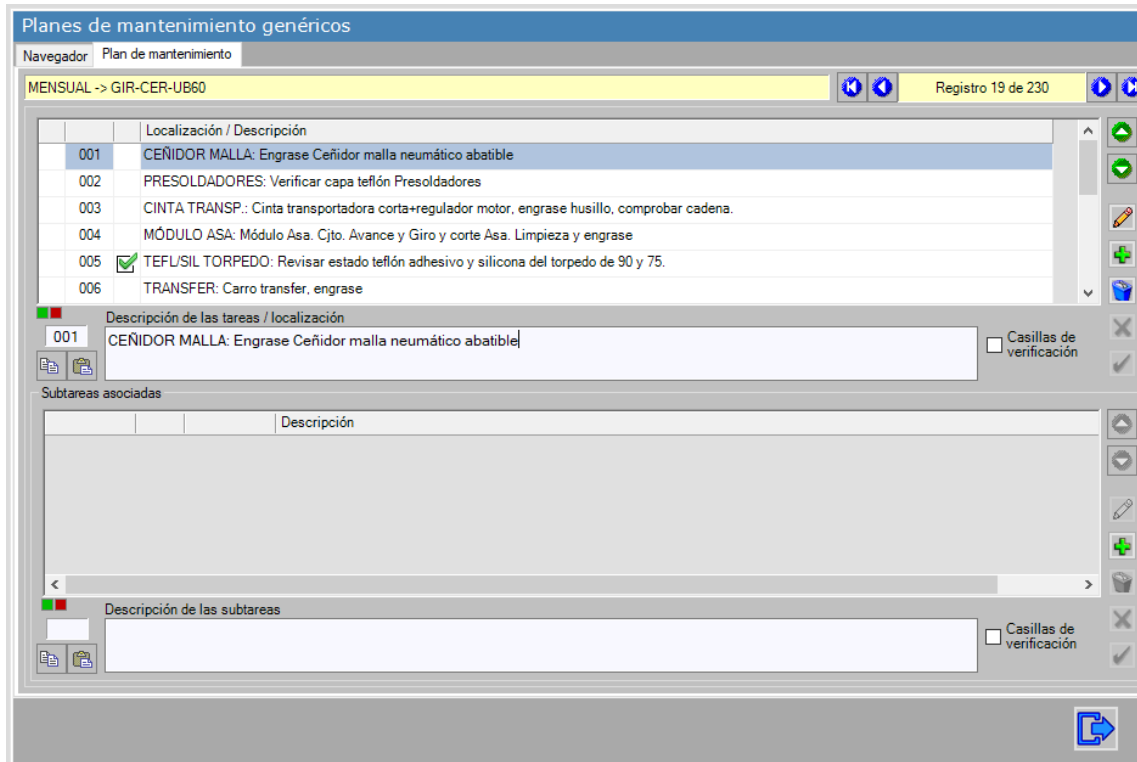 Planes de mantenimiento genéricos
Navegador Plan de mantenimiento
MENSUAL -> GIR-CER-UB60 Registro 19 de 230
Localización / Descripción
001 CEÑIDOR MALLA: Engrase Ceñidor malla neumático abatible
002 PRESOLDADORES: Verificar capa teflón Presoldadores
003 CINTA TRANSP.: Cinta transportadora corta+regulador motor, engrase husillo, comprobar cadena.
004 MÓDULO ASA: Módulo Asa. Cjto. Avance y Giro y corte Asa. Limpieza y engrase
005 TEFL/SIL TORPEDO: Revisar estado teflón adhesivo y silicona del torpedo de 90 y 75.
006 TRANSFER: Carro transfer, engrase
Descripción de las tareas / localización
001 CEÑIDOR MALLA: Engrase Ceñidor malla neumático abatible
Casillas de
verificación
Subtareas asociadas
Descripción
Descripción de las subtareas
Casillas de
verificación